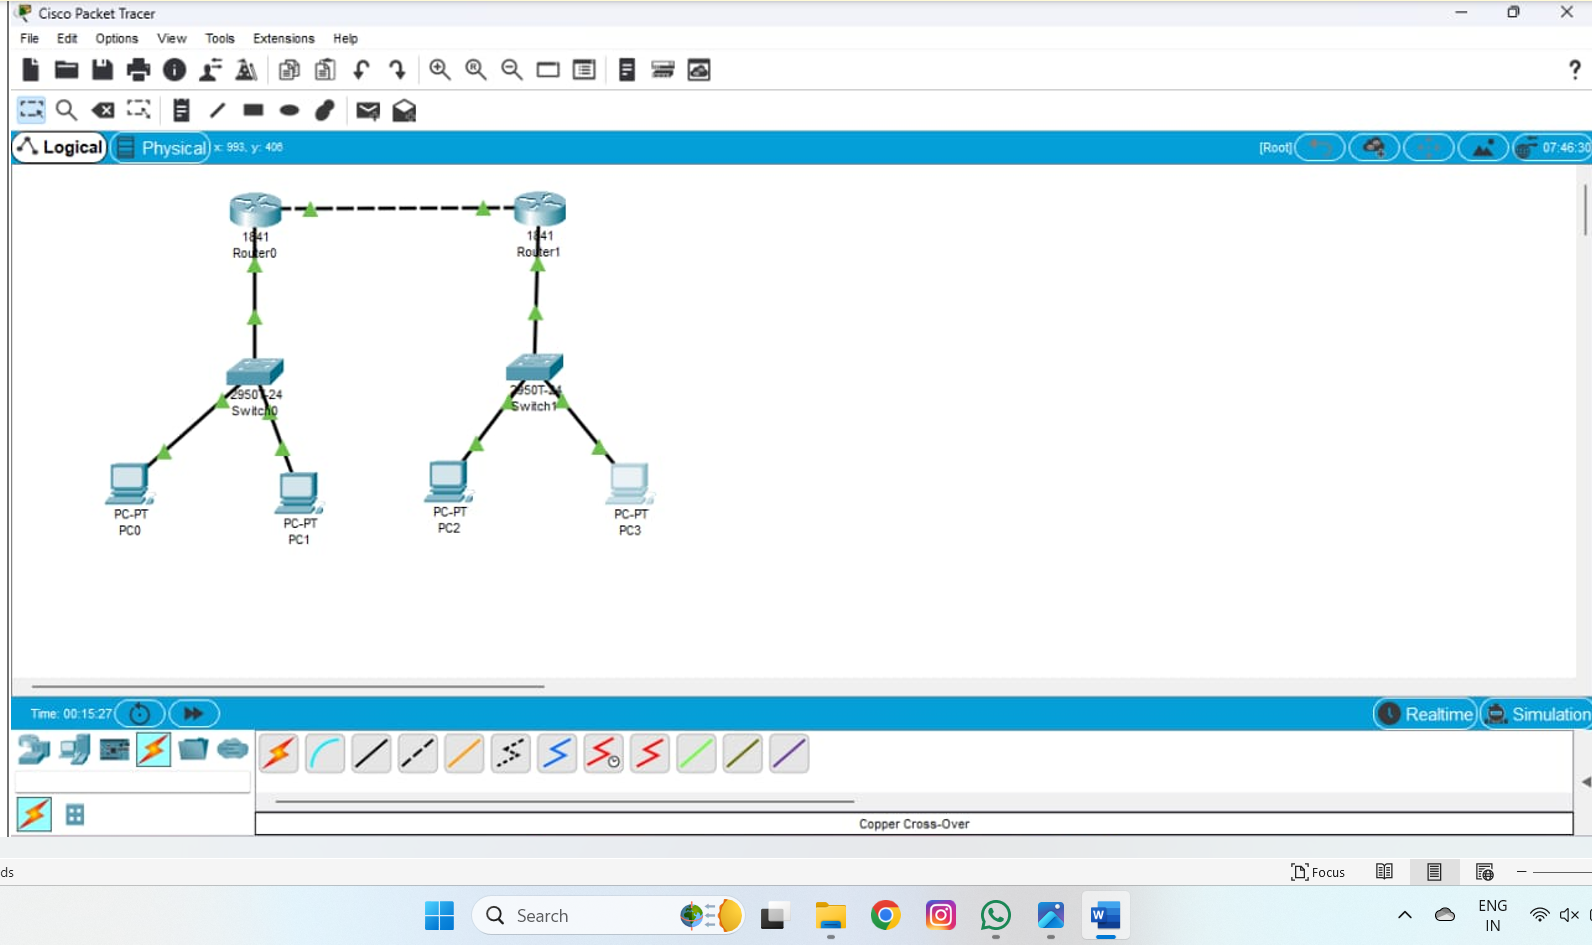 Cisco Packet Tracer
File Edit Options View Tools Extensions Help
?
Logical Physical x: 993, y: 406 [Root] 07:46:30
1841
Router0
1841
Router1
2950T-24
Switch0
2950T-24
Switch1
PC-PT
PC0
PC-PT
PC1
PC-PT
PC2
PC-PT
PC3
Time: 00:15:27 Realtime Simulation
Copper Cross-Over
ds Focus
Search
W
ENG
IN